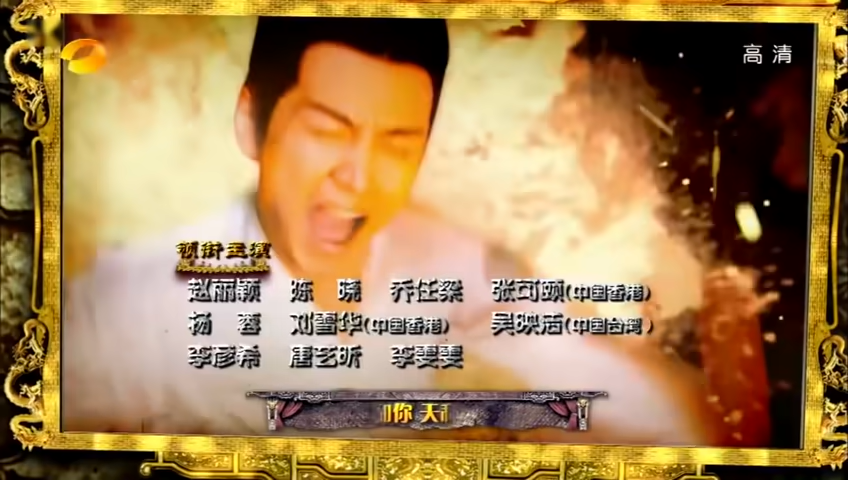 高清
领衔主演
赵丽颖 陈 晓 乔任梁 张可颐(中国香港)
杨 蓉 刘雪华(中国香港) 吴映洁(中国台湾)
李彦希 唐艺昕 李雯雯
你 天